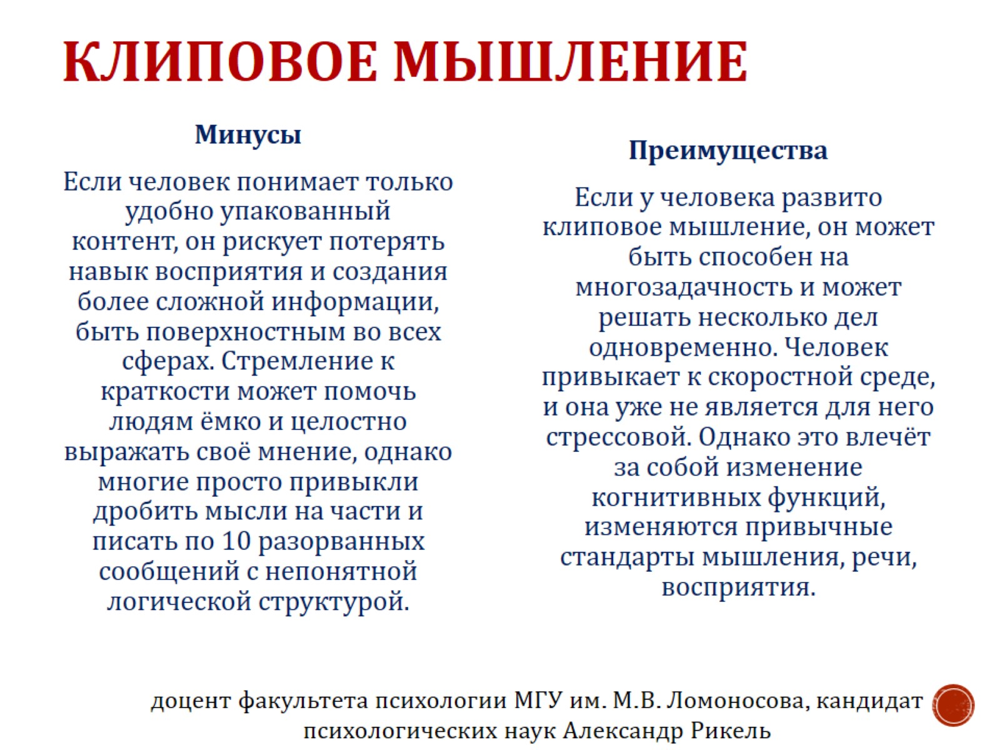 КЛИПОВОЕ МЫШЛЕНИЕ
Минусы
Если человек понимает только
удобно упакованный
контент, он рискует потерять
навык восприятия и создания
более сложной информации,
быть поверхностным во всех
сферах. Стремление к
краткости может помочь
людям ёмко и целостно
выражать своё мнение, однако
многие просто привыкли
дробить мысли на части и
писать по 10 разорванных
сообщений с непонятной
логической структурой.
Преимущества
Если у человека развито
клиповое мышление, он может
быть способен на
многозадачность и может
решать несколько дел
одновременно. Человек
привыкает к скоростной среде,
и она уже не является для него
стрессовой. Однако это влечёт
за собой изменение
когнитивных функций,
изменяются привычные
стандарты мышления, речи,
восприятия.
доцент факультета психологии МГУ им. М.В. Ломоносова, кандидат
психологических наук Александр Рикель